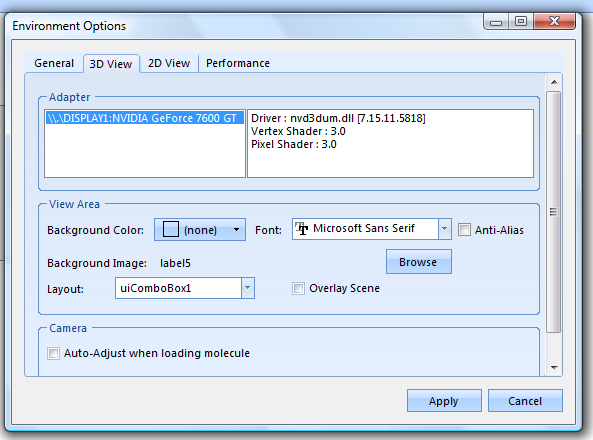 Environment Options
General 3D View 2D View Performance
Adapter
\\.\DISPLAY1:NVIDIA GeForce 7600 GT
Driver : nvd3dum.dll [7.15.11.5818]
Vertex Shader : 3.0
Pixel Shader : 3.0
View Area
Background Color: (none) Font: Microsoft Sans Serif Anti-Alias
Background Image: label5 Browse
Layout: uiComboBox1 Overlay Scene
Camera
Auto-Adjust when loading molecule
Apply Cancel